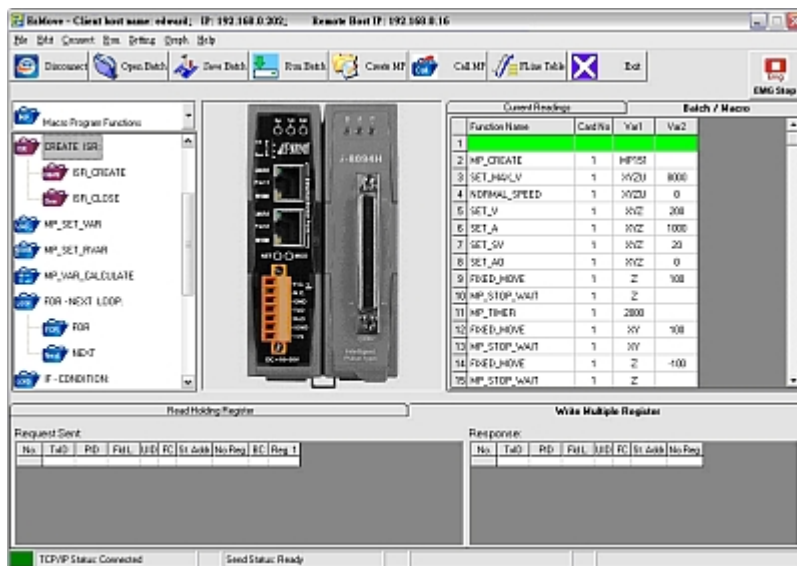 EzMove - Client host name: edward; IP: 192.168.0.202; Remote Host IP: 192.168.0.16
File Edit Connect Run Setting Graph Help
Disconnect Open Batch Save Batch Run Batch Create MP Call MP FLine Table Exit
EMG Stop
Macro Program Functions
CREATE ISR:
ISR_CREATE
ISR_CLOSE
MP_SET_VAR
MP_SET_RVAR
MP_VAR_CALCULATE
FOR -NEXT LOOP:
FOR
NEXT
IF - CONDITION:
i-8094H
Current Readings Batch / Macro
Function Name Card No Var1 Var2
1
2 MP_CREATE 1 MP151
3 SET_MAX_V 1 XYZU 8000
4 NORMAL_SPEED 1 XYZU 0
5 SET_V 1 XYZ 200
6 SET_A 1 XYZ 1000
7 SET_SV 1 XYZ 20
8 SET_AO 1 XYZ 0
9 FIXED_MOVE 1 Z 100
10 MP_STOP_WAIT 1 Z
11 MP_TIMER 1 2000
12 FIXED_MOVE 1 XY 100
13 MP_STOP_WAIT 1 XY
14 FIXED_MOVE 1 Z -100
15 MP_STOP_WAIT 1 Z
Read Holding Register Write Multiple Register
Request Sent:
No. TxID PID Fld L. UID FC St. Addr No Reg. BC Reg. 1
Response:
No. TxID PID Fld L. UID FC St. Addr No Reg.
TCP/IP Status: Connected Send Status: Ready